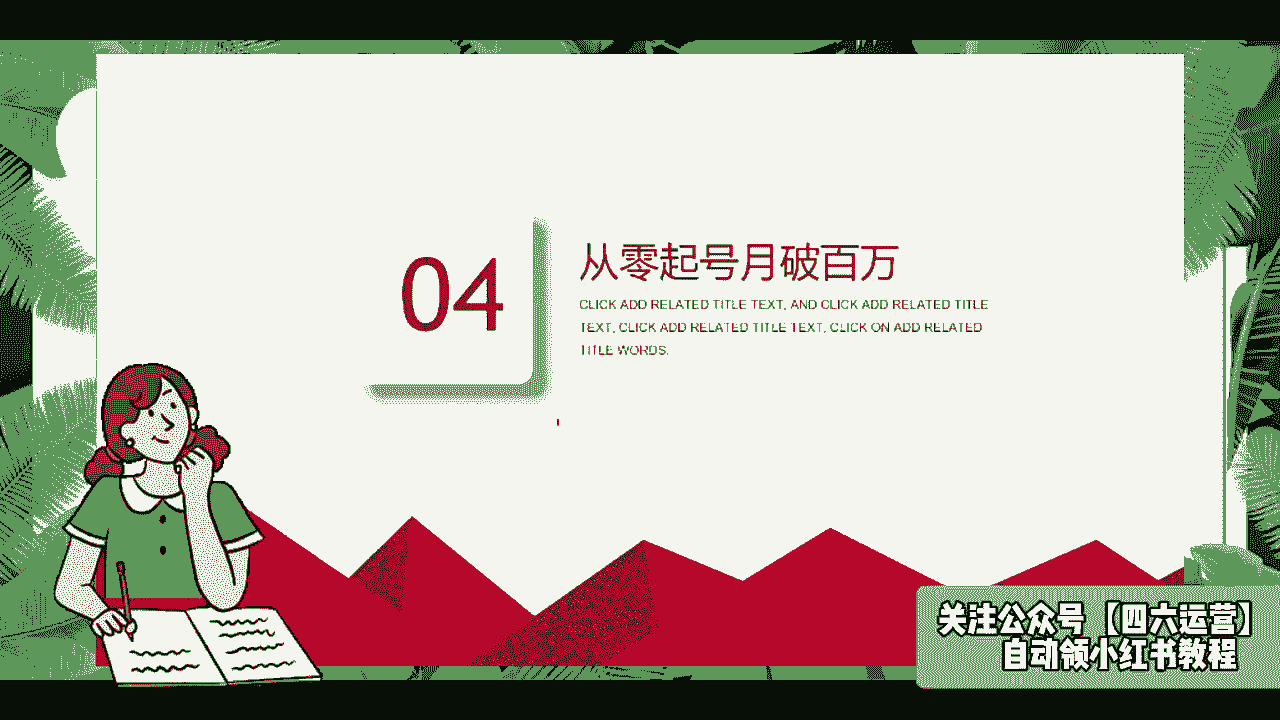 04
从零起号月破百万
CLICK ADD RELATED TITLE TEXT, AND CLICK ADD RELATED TITLE
TEXT, CLICK ADD RELATED TITLE TEXT, CLICK ON ADD RELATED
TITLE WORDS.
关注公众号【四六运营】
自动领小红书教程